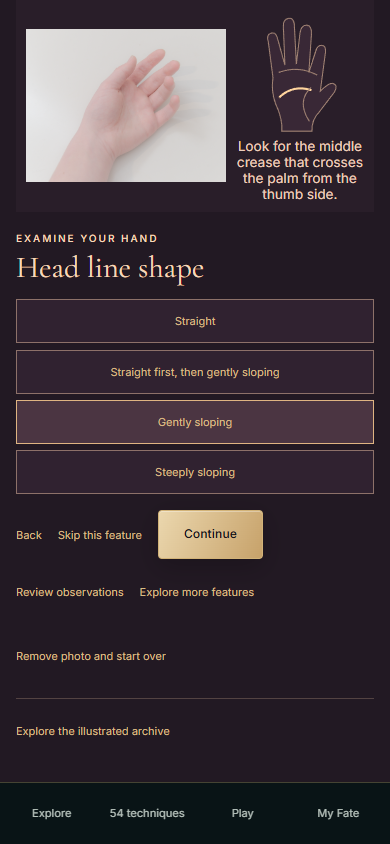 Look for the middle
crease that crosses
the palm from the
thumb side.
EXAMINE YOUR HAND
Head line shape
Straight
Straight first, then gently sloping
Gently sloping
Steeply sloping
Back Skip this feature Continue
Review observations Explore more features
Remove photo and start over
Explore the illustrated archive
Explore 54 techniques Play My Fate